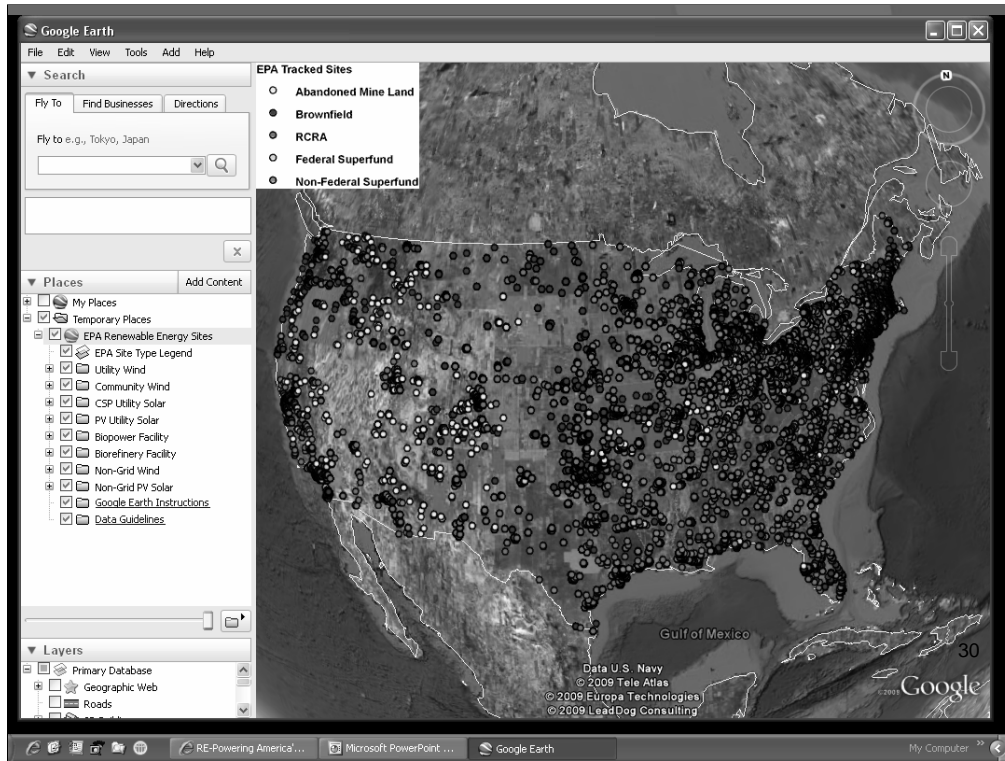 Google Earth
File Edit View Tools Add Help
Search
Fly To Find Businesses Directions
Fly to e.g., Tokyo, Japan
Places Add Content
My Places
Temporary Places
EPA Renewable Energy Sites
EPA Site Type Legend
Utility Wind
Community Wind
CSP Utility Solar
PV Utility Solar
Biopower Facility
Biorefinery Facility
Non-Grid Wind
Non-Grid PV Solar
Google Earth Instructions
Data Guidelines
Layers
Primary Database
Geographic Web
Roads
EPA Tracked Sites
Abandoned Mine Land
Brownfield
RCRA
Federal Superfund
Non-Federal Superfund
N
Gulf of Mexico
30
Data U.S. Navy
© 2009 Tele Atlas
© 2009 Europa Technologies
© 2009 LeadDog Consulting
©2009 Google
RE-Powering America'... Microsoft PowerPoint ... Google Earth My Computer »